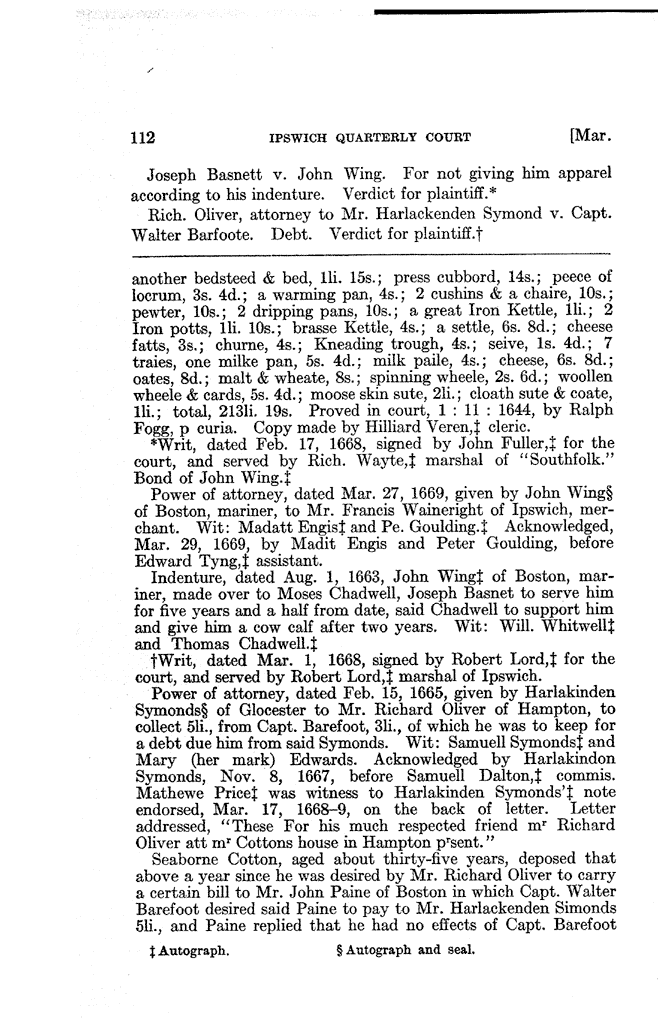 112 IPSWICH QUARTERLY COURT [Mar.
Joseph Basnett v. John Wing. For not giving him apparel
according to his indenture. Verdict for plaintiff.*
Rich. Oliver, attorney to Mr. Harlackenden Symond v. Capt.
Walter Barfoote. Debt. Verdict for plaintiff.†
another bedsteed & bed, 1li. 15s.; press cubbord, 14s.; peece of
locrum, 3s. 4d.; a warming pan, 4s.; 2 cushins & a chaire, 10s.;
pewter, 10s.; 2 dripping pans, 10s.; a great Iron Kettle, 1li.; 2
Iron potts, 1li. 10s.; brasse Kettle, 4s.; a settle, 6s. 8d.; cheese
fatts, 3s.; churne, 4s.; Kneading trough, 4s.; seive, 1s. 4d.; 7
traies, one milke pan, 5s. 4d.; milk paile, 4s.; cheese, 6s. 8d.;
oates, 8d.; malt & wheate, 8s.; spinning wheele, 2s. 6d.; woollen
wheele & cards, 5s. 4d.; moose skin sute, 2li.; cloath sute & coate,
1li.; total, 213li. 19s. Proved in court, 1 : 11 : 1644, by Ralph
Fogg, p curia. Copy made by Hilliard Veren,‡ cleric.
*Writ, dated Feb. 17, 1668, signed by John Fuller,‡ for the
court, and served by Rich. Wayte,‡ marshal of "Southfolk."
Bond of John Wing.‡
Power of attorney, dated Mar. 27, 1669, given by John Wing§
of Boston, mariner, to Mr. Francis Waineright of Ipswich, mer-
chant. Wit: Madatt Engis‡ and Pe. Goulding.‡ Acknowledged,
Mar. 29, 1669, by Madit Engis and Peter Goulding, before
Edward Tyng,‡ assistant.
Indenture, dated Aug. 1, 1663, John Wing‡ of Boston, mar-
iner, made over to Moses Chadwell, Joseph Basnet to serve him
for five years and a half from date, said Chadwell to support him
and give him a cow calf after two years. Wit: Will. Whitwell‡
and Thomas Chadwell.‡
†Writ, dated Mar. 1, 1668, signed by Robert Lord,‡ for the
court, and served by Robert Lord,‡ marshal of Ipswich.
Power of attorney, dated Feb. 15, 1665, given by Harlakinden
Symonds§ of Glocester to Mr. Richard Oliver of Hampton, to
collect 5li., from Capt. Barefoot, 3li., of which he was to keep for
a debt due him from said Symonds. Wit: Samuell Symonds‡ and
Mary (her mark) Edwards. Acknowledged by Harlakindon
Symonds, Nov. 8, 1667, before Samuell Dalton,‡ commis.
Mathewe Price‡ was witness to Harlakinden Symonds'‡ note
endorsed, Mar. 17, 1668–9, on the back of letter. Letter
addressed, "These For his much respected friend mʳ Richard
Oliver att mʳ Cottons house in Hampton pʳsent."
Seaborne Cotton, aged about thirty-five years, deposed that
above a year since he was desired by Mr. Richard Oliver to carry
a certain bill to Mr. John Paine of Boston in which Capt. Walter
Barefoot desired said Paine to pay to Mr. Harlackenden Simonds
5li., and Paine replied that he had no effects of Capt. Barefoot
‡ Autograph. § Autograph and seal.